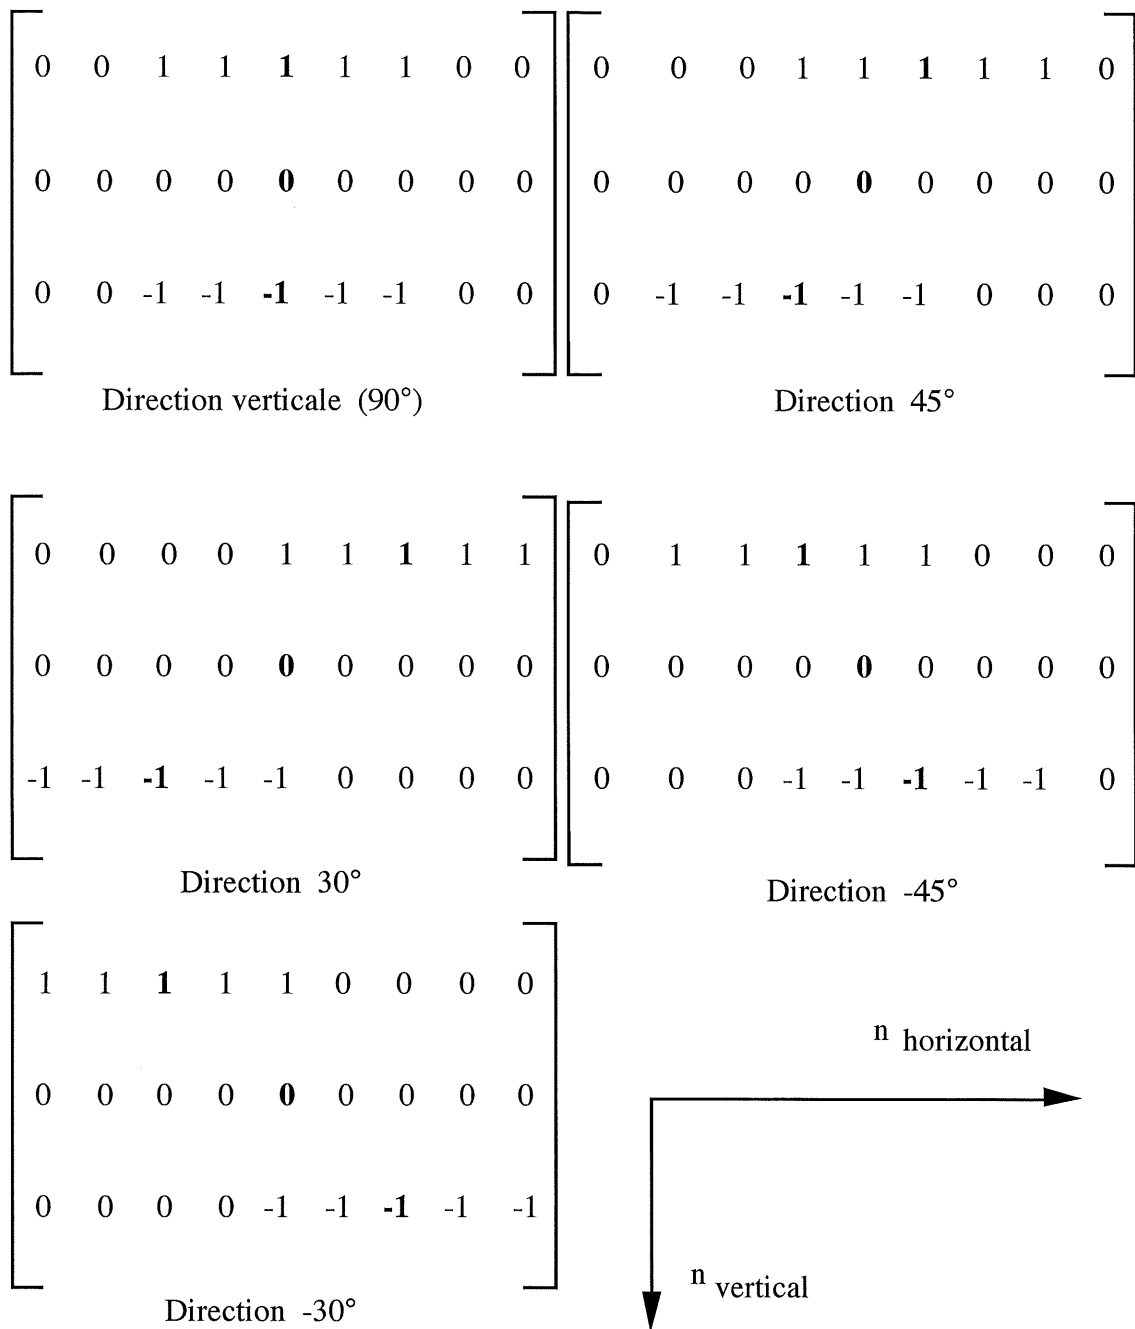 0 0 1 1 1 1 1 0 0
0 0 0 0 0 0 0 0 0
0 0 -1 -1 -1 -1 -1 0 0
Direction verticale (90°)
0 0 0 1 1 1 1 1 0
0 0 0 0 0 0 0 0 0
0 -1 -1 -1 -1 -1 0 0 0
Direction 45°
0 0 0 0 1 1 1 1 1
0 0 0 0 0 0 0 0 0
-1 -1 -1 -1 -1 0 0 0 0
Direction 30°
0 1 1 1 1 1 0 0 0
0 0 0 0 0 0 0 0 0
0 0 0 -1 -1 -1 -1 -1 0
Direction -45°
1 1 1 1 1 0 0 0 0
0 0 0 0 0 0 0 0 0
0 0 0 0 -1 -1 -1 -1 -1
Direction -30°
n horizontal
n vertical